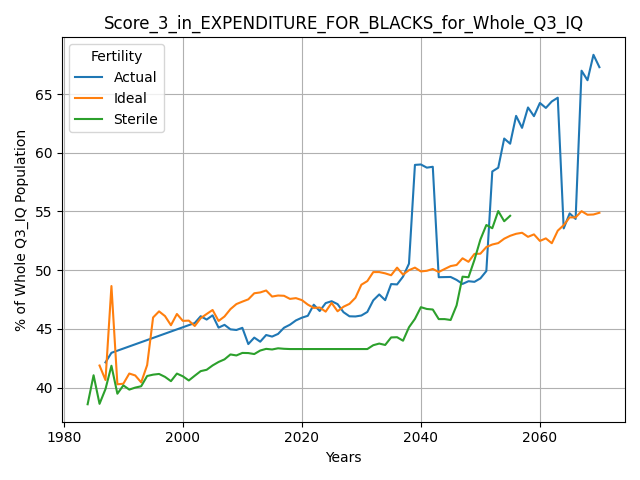 Score_3_in_EXPENDITURE_FOR_BLACKS_for_Whole_Q3_IQ
Fertility
Actual
Ideal
Sterile
% of Whole Q3_IQ Population
65
60
55
50
45
40
1980
2000
2020
2040
2060
Years